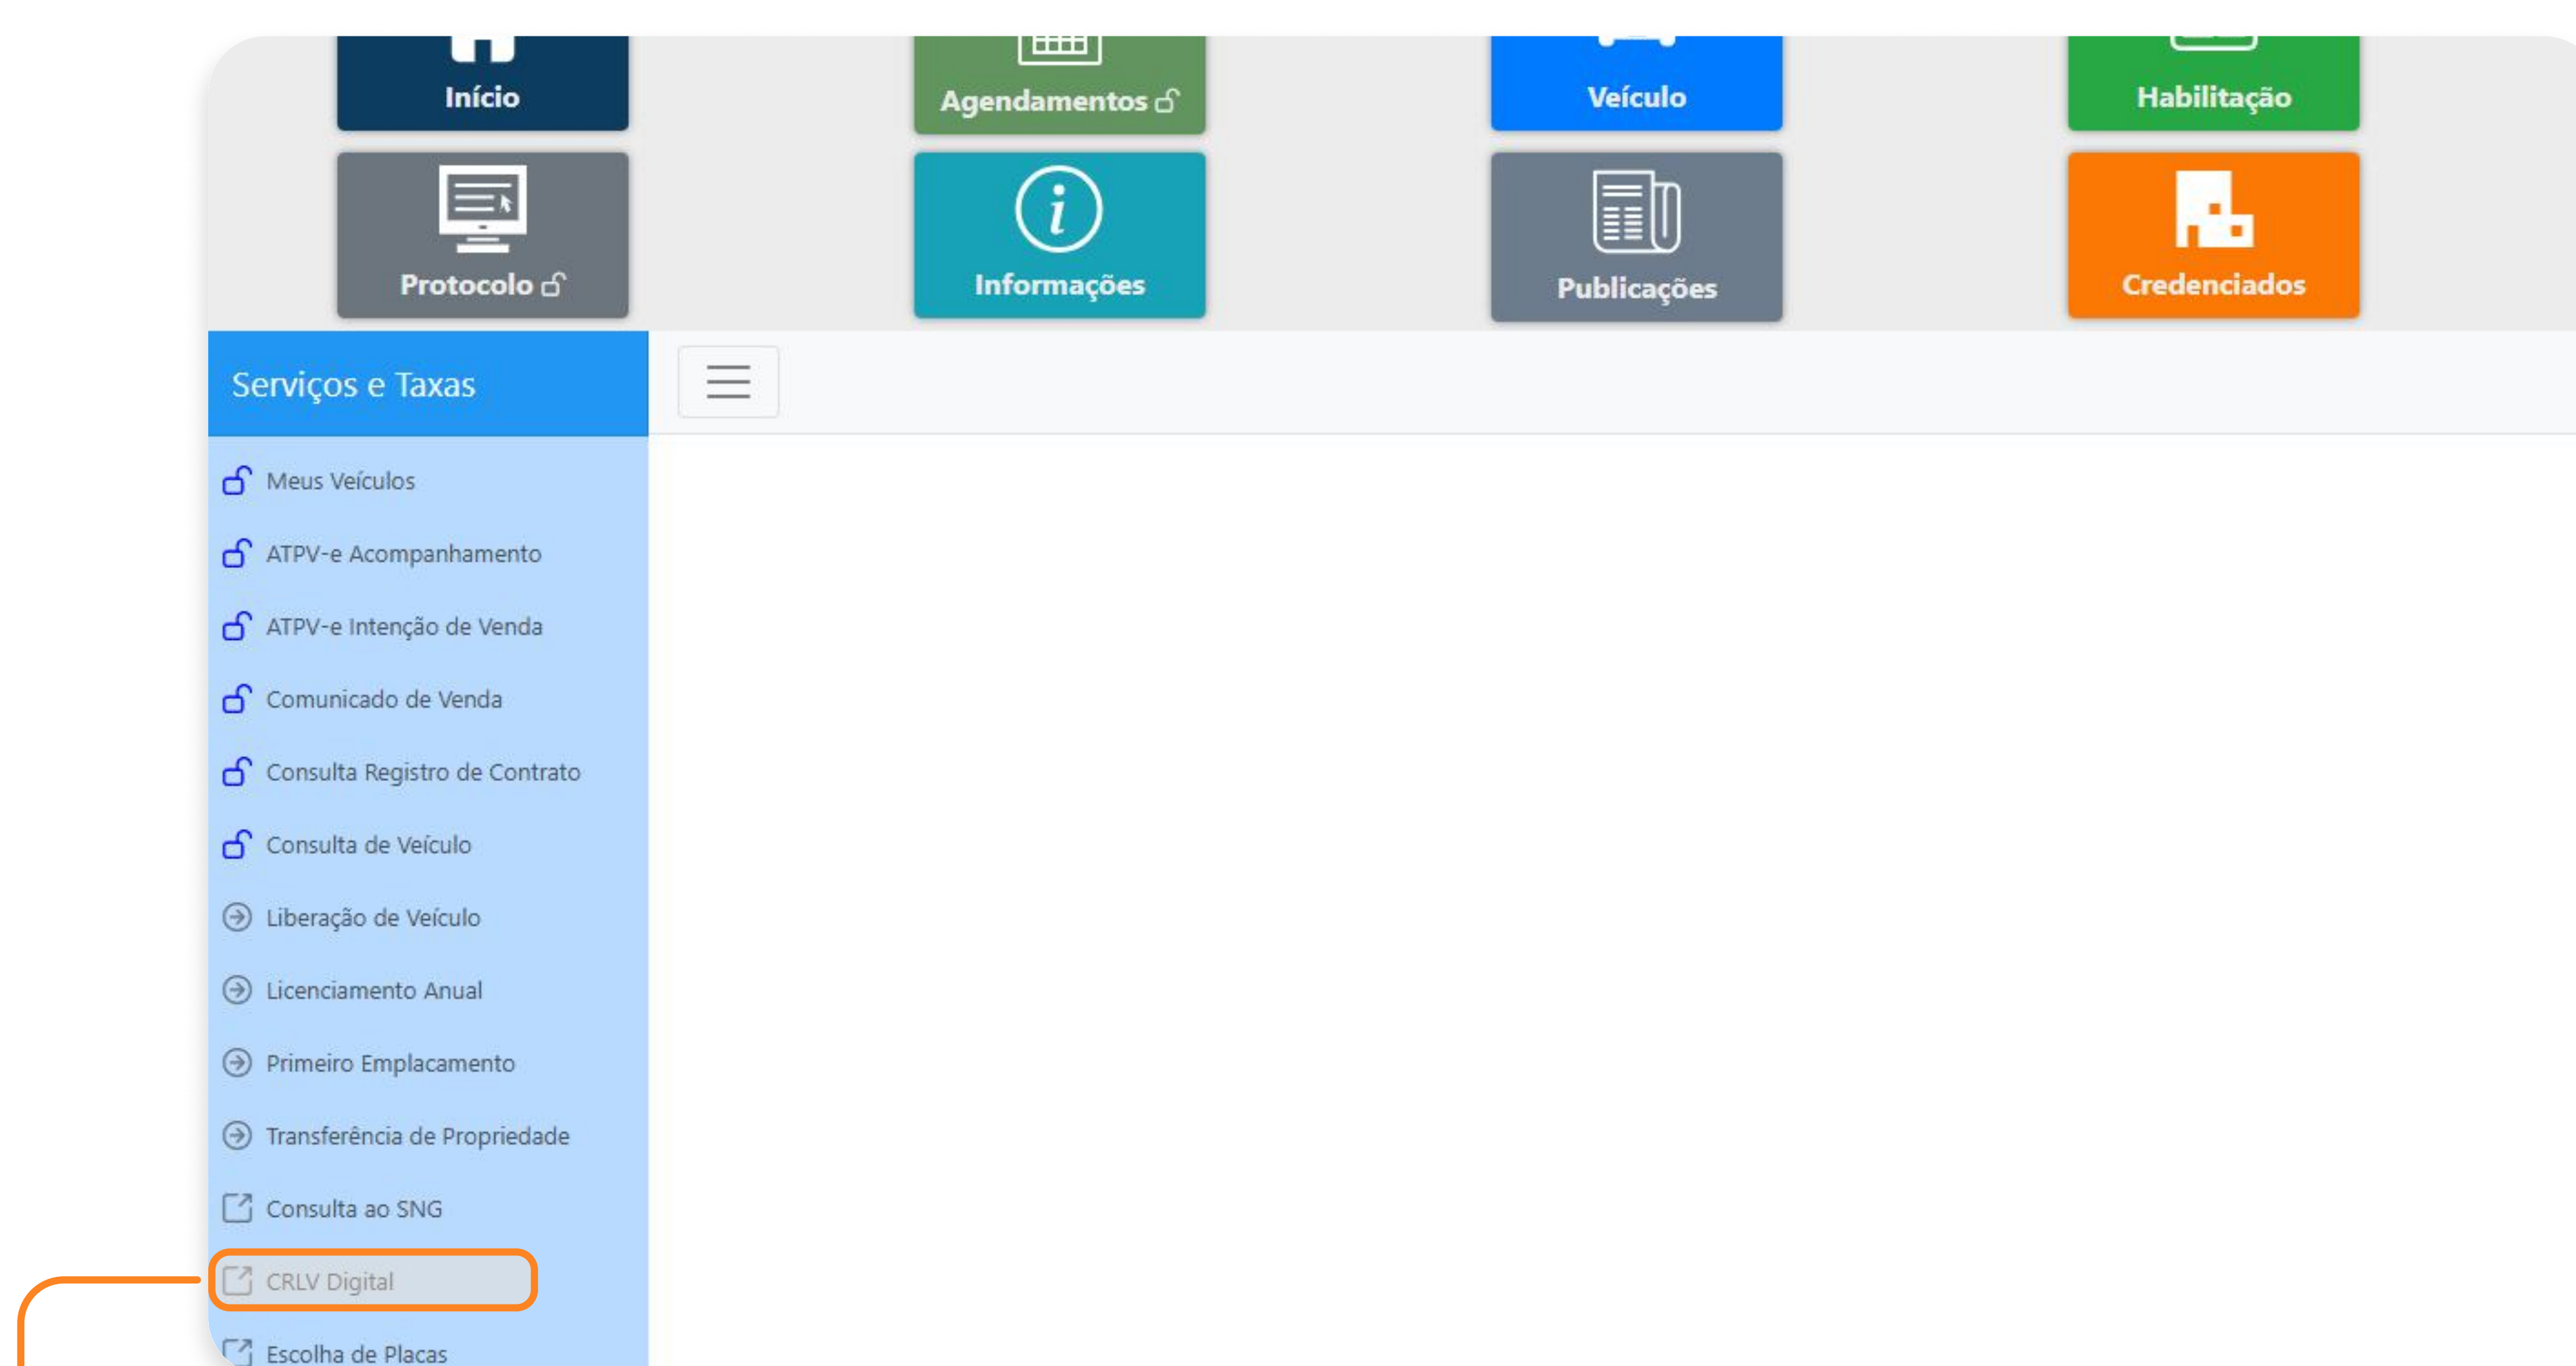 Início
Agendamentos
Veículo
Habilitação
Protocolo
Informações
Publicações
Credenciados
Serviços e Taxas
Meus Veículos
ATPV-e Acompanhamento
ATPV-e Intenção de Venda
Comunicado de Venda
Consulta Registro de Contrato
Consulta de Veículo
Liberação de Veículo
Licenciamento Anual
Primeiro Emplacamento
Transferência de Propriedade
Consulta ao SNG
CRLV Digital
Escolha de Placas